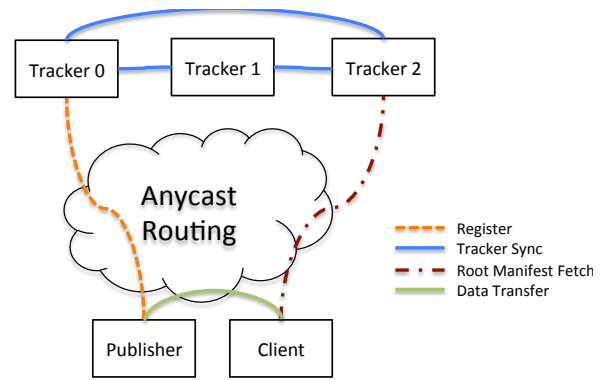 Tracker 0
Tracker 1
Tracker 2
Anycast
Routing
Register
Tracker Sync
Root Manifest Fetch
Data Transfer
Publisher
Client